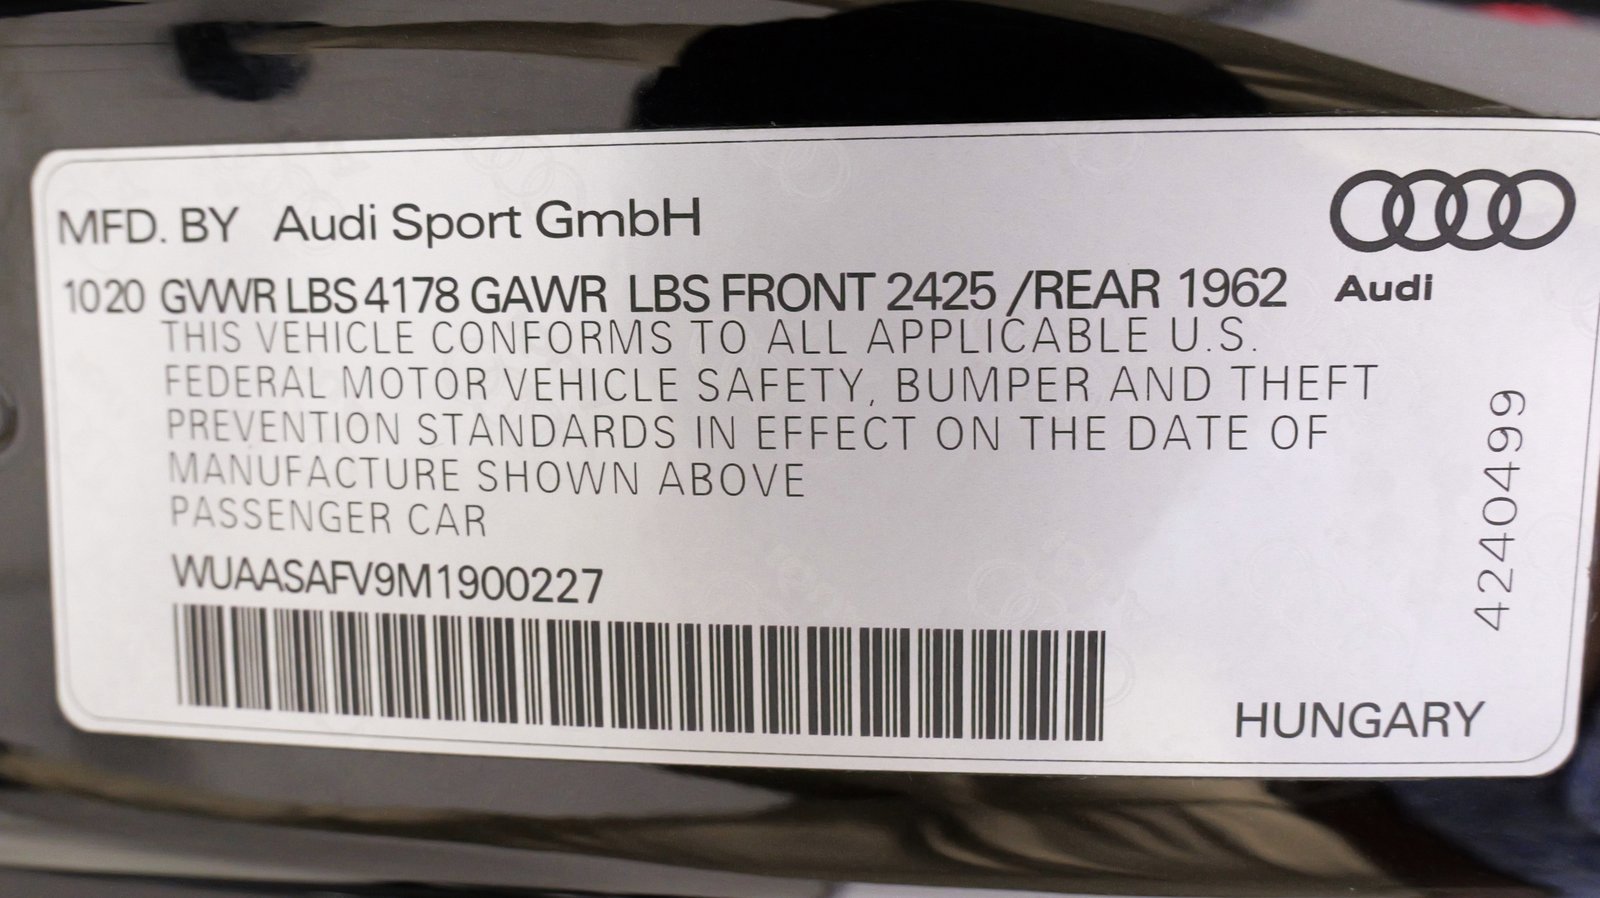 MFD. BY Audi Sport GmbH
1020 GVWR LBS 4178 GAWR LBS FRONT 2425 /REAR 1962
Audi
THIS VEHICLE CONFORMS TO ALL APPLICABLE U.S.
FEDERAL MOTOR VEHICLE SAFETY, BUMPER AND THEFT
PREVENTION STANDARDS IN EFFECT ON THE DATE OF
MANUFACTURE SHOWN ABOVE
PASSENGER CAR
WUAASAFV9M1900227
4240499
HUNGARY